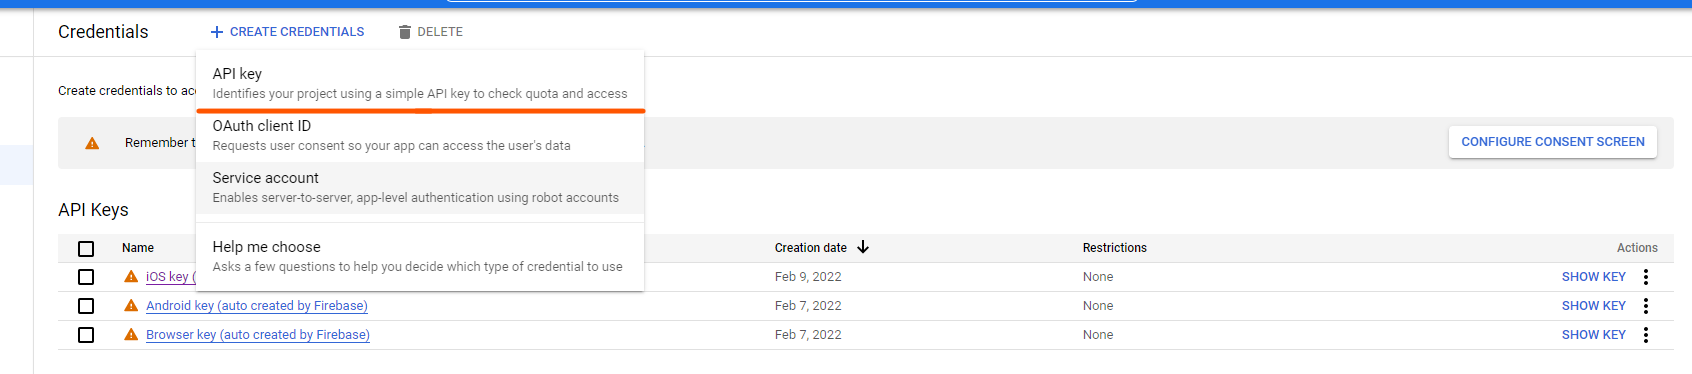 Credentials
CREATE CREDENTIALS
DELETE
API key
Identifies your project using a simple API key to check quota and access
Create credentials to
OAuth client ID
Requests user consent so your app can access the user's data
Remember
CONFIGURE CONSENT SCREEN
Service account
Enables server-to-server, app-level authentication using robot accounts
API Keys
Help me choose
Asks a few questions to help you decide which type of credential to use
Name Creation date Restrictions Actions
iOS key ( Feb 9, 2022 None SHOW KEY
Android key (auto created by Firebase) Feb 7, 2022 None SHOW KEY
Browser key (auto created by Firebase) Feb 7, 2022 None SHOW KEY